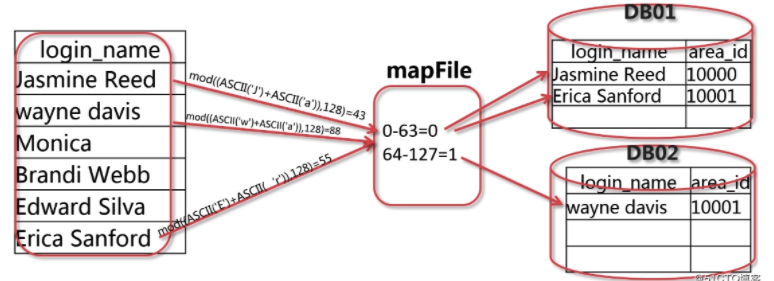 login_name
Jasmine Reed
wayne davis
Monica
Brandi Webb
Edward Silva
Erica Sanford
mod((ASCII('J')+ASCII('a')),128)=43
mod((ASCII('w')+ASCII('a')),128)=88
mod((ASCII('E')+ASCII( 'r')),128)=55
mapFile
0-63=0
64-127=1
DB01
login_name area_id
Jasmine Reed 10000
Erica Sanford 10001
DB02
login_name area_id
wayne davis 10001
@51CTO博客